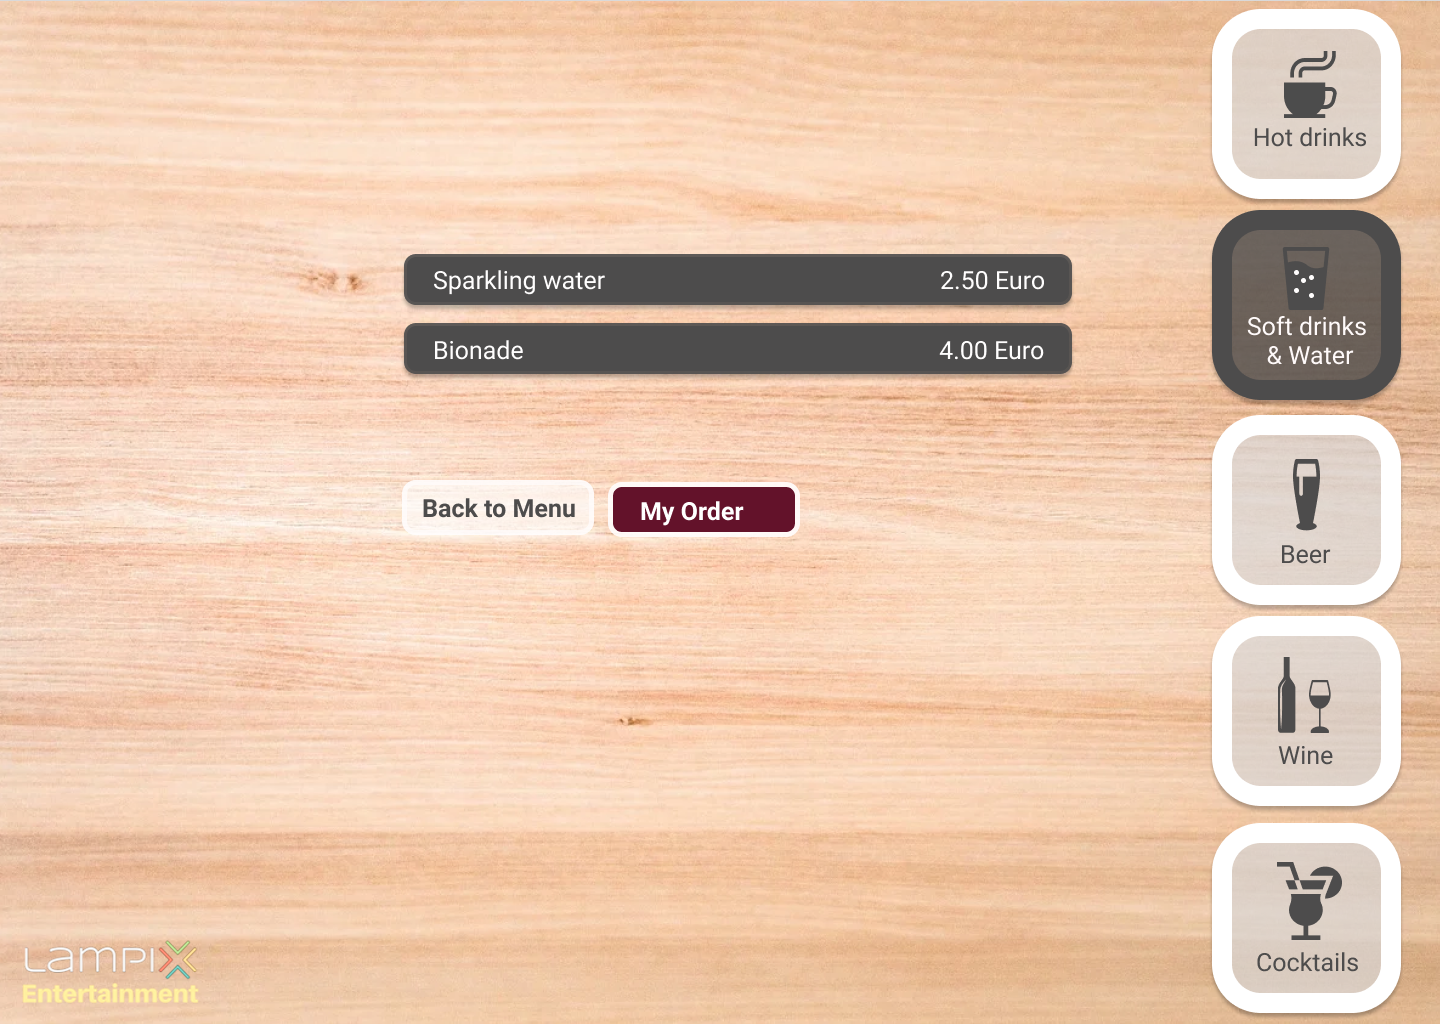 Hot drinks
Sparkling water 2.50 Euro
Bionade 4.00 Euro
Soft drinks
& Water
Back to Menu
My Order
Beer
Wine
Cocktails
LAMPIX
Entertainment